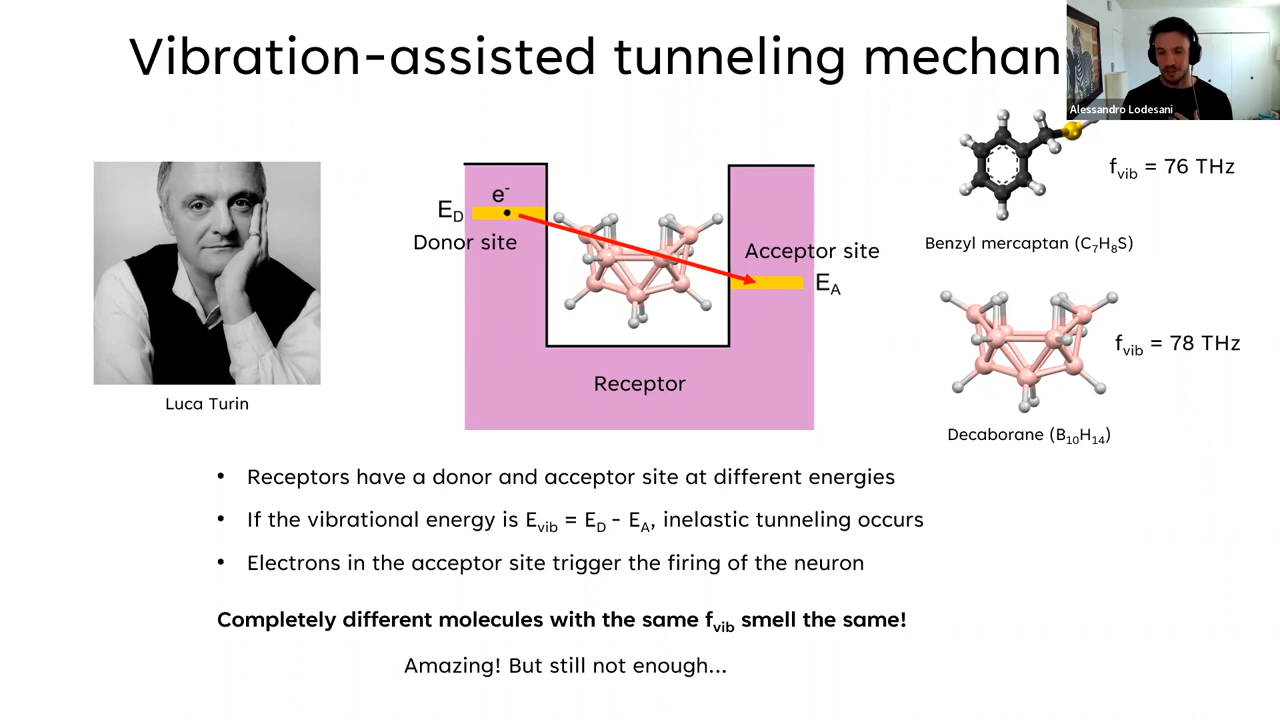 Vibration-assisted tunneling mechan
Alessandro Lodesani
f_vib = 76 THz
Benzyl mercaptan (C₇H₈S)
e⁻
E_D
Donor site
Acceptor site
E_A
Receptor
Luca Turin
f_vib = 78 THz
Decaborane (B₁₀H₁₄)
• Receptors have a donor and acceptor site at different energies
• If the vibrational energy is E_vib = E_D - E_A, inelastic tunneling occurs
• Electrons in the acceptor site trigger the firing of the neuron
Completely different molecules with the same f_vib smell the same!
Amazing! But still not enough...